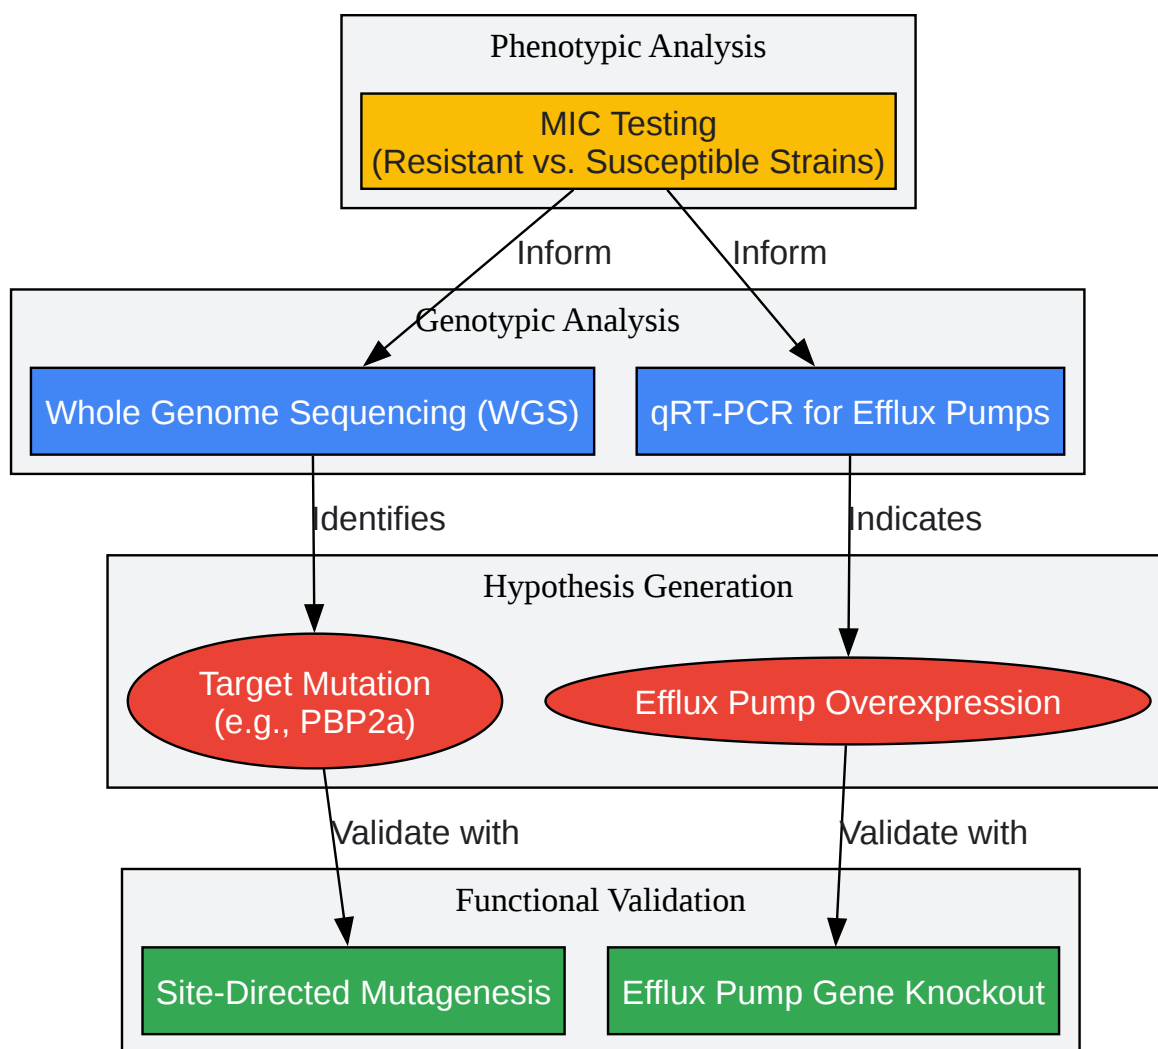 Phenotypic Analysis
MIC Testing
(Resistant vs. Susceptible Strains)
Inform
Inform
Genotypic Analysis
Whole Genome Sequencing (WGS)
qRT-PCR for Efflux Pumps
Identifies
Indicates
Hypothesis Generation
Target Mutation
(e.g., PBP2a)
Efflux Pump Overexpression
Validate with
Validate with
Functional Validation
Site-Directed Mutagenesis
Efflux Pump Gene Knockout